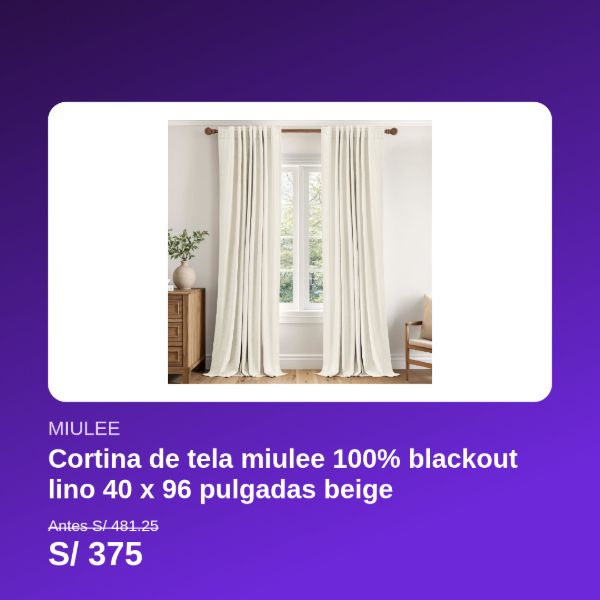 MIULEE
Cortina de tela miulee 100% blackout
lino 40 x 96 pulgadas beige
Antes S/ 481.25
S/ 375